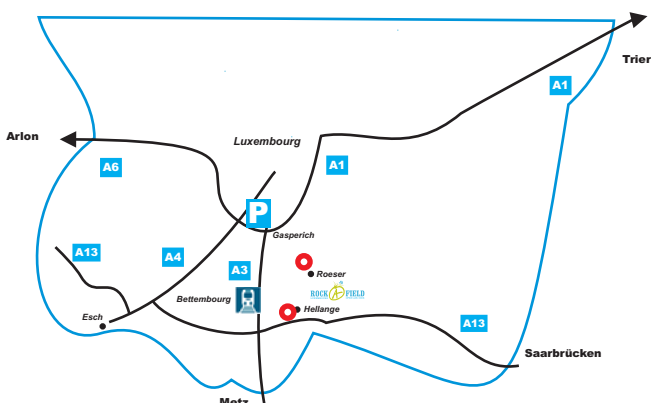 Trier
A1
Arlon
Luxembourg
A6
A1
P
Gasperich
A13
A4
A3
Roeser
Bettembourg
ROCK A FIELD
Hellange
Esch
A13
Saarbrücken
Metz